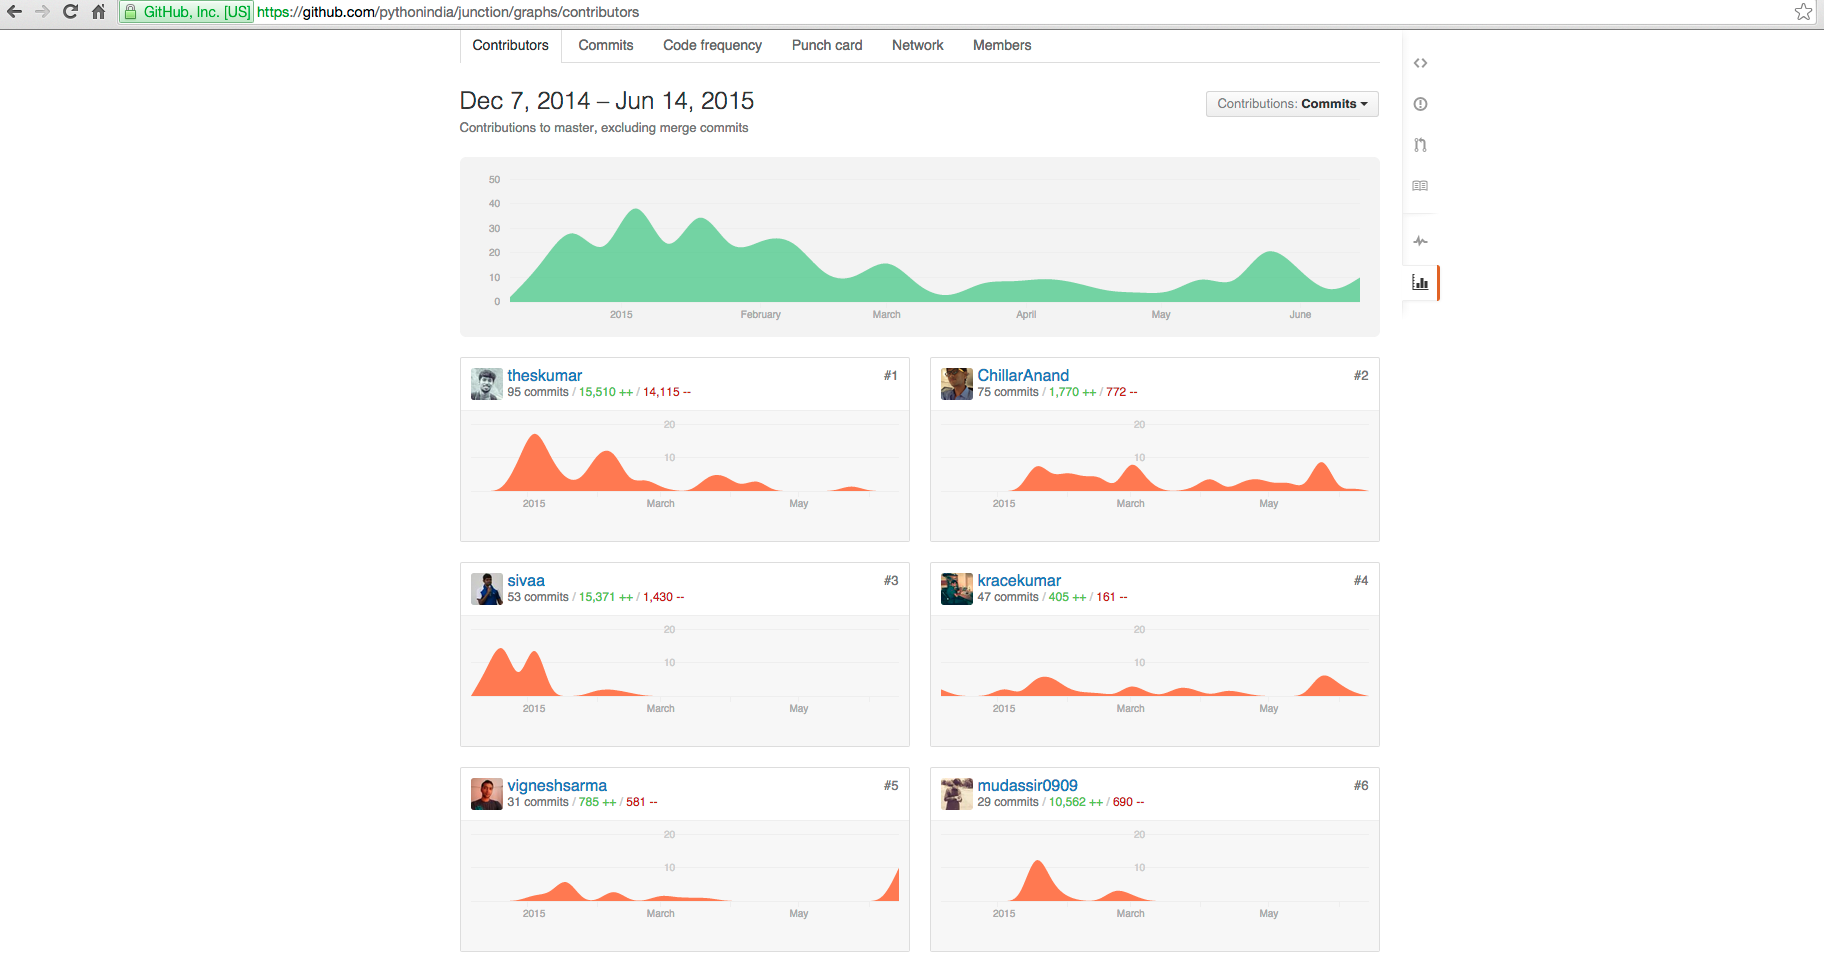 GitHub, Inc. [US] https://github.com/pythonindia/junction/graphs/contributors
Contributors Commits Code frequency Punch card Network Members
Dec 7, 2014 – Jun 14, 2015
Contributions: Commits
Contributions to master, excluding merge commits
50
40
30
20
10
0
2015 February March April May June
theskumar #1
95 commits / 15,510 ++ / 14,115 --
20
10
2015 March May
ChillarAnand #2
75 commits / 1,770 ++ / 772 --
20
10
2015 March May
sivaa #3
53 commits / 15,371 ++ / 1,430 --
20
10
2015 March May
kracekumar #4
47 commits / 405 ++ / 161 --
20
10
2015 March May
vigneshsarma #5
31 commits / 785 ++ / 581 --
20
10
2015 March May
mudassir0909 #6
29 commits / 10,562 ++ / 690 --
20
10
2015 March May